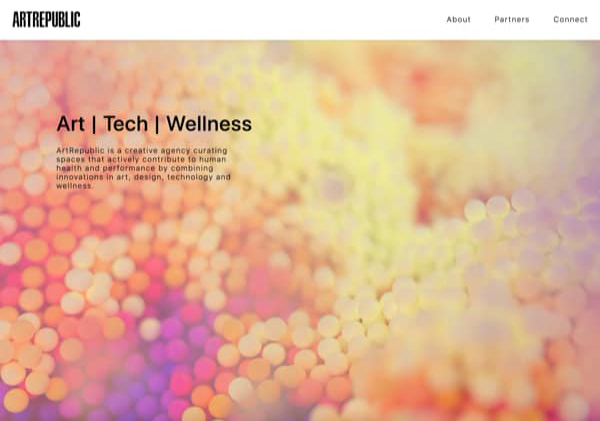 ARTREPUBLIC
About Partners Connect
Art | Tech | Wellness
ArtRepublic is a creative agency curating
spaces that actively contribute to human
health and performance by combining
innovations in art, design, technology and
wellness.